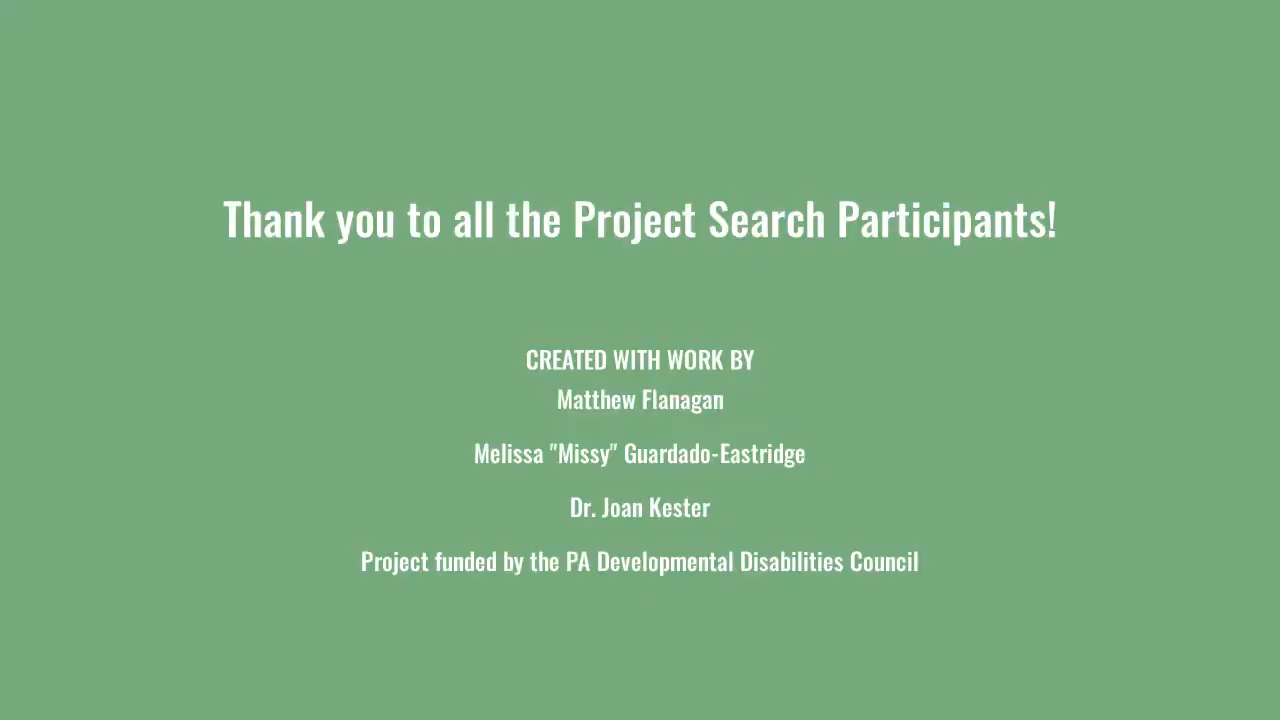 Thank you to all the Project Search Participants!
CREATED WITH WORK BY
Matthew Flanagan
Melissa "Missy" Guardado-Eastridge
Dr. Joan Kester
Project funded by the PA Developmental Disabilities Council